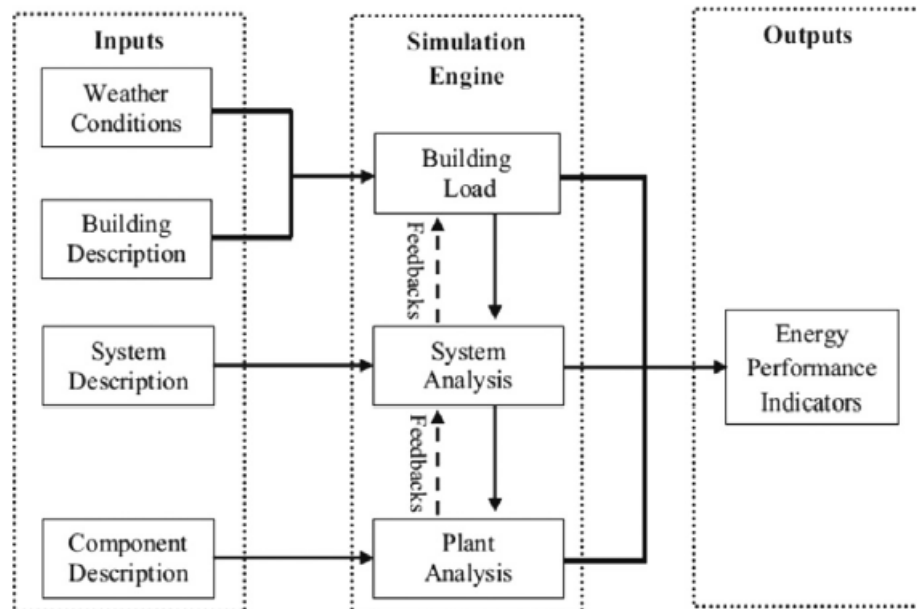 Inputs
Weather
Conditions
Building
Description
System
Description
Component
Description
Simulation
Engine
Building
Load
Feedbacks
System
Analysis
Feedbacks
Plant
Analysis
Outputs
Energy
Performance
Indicators